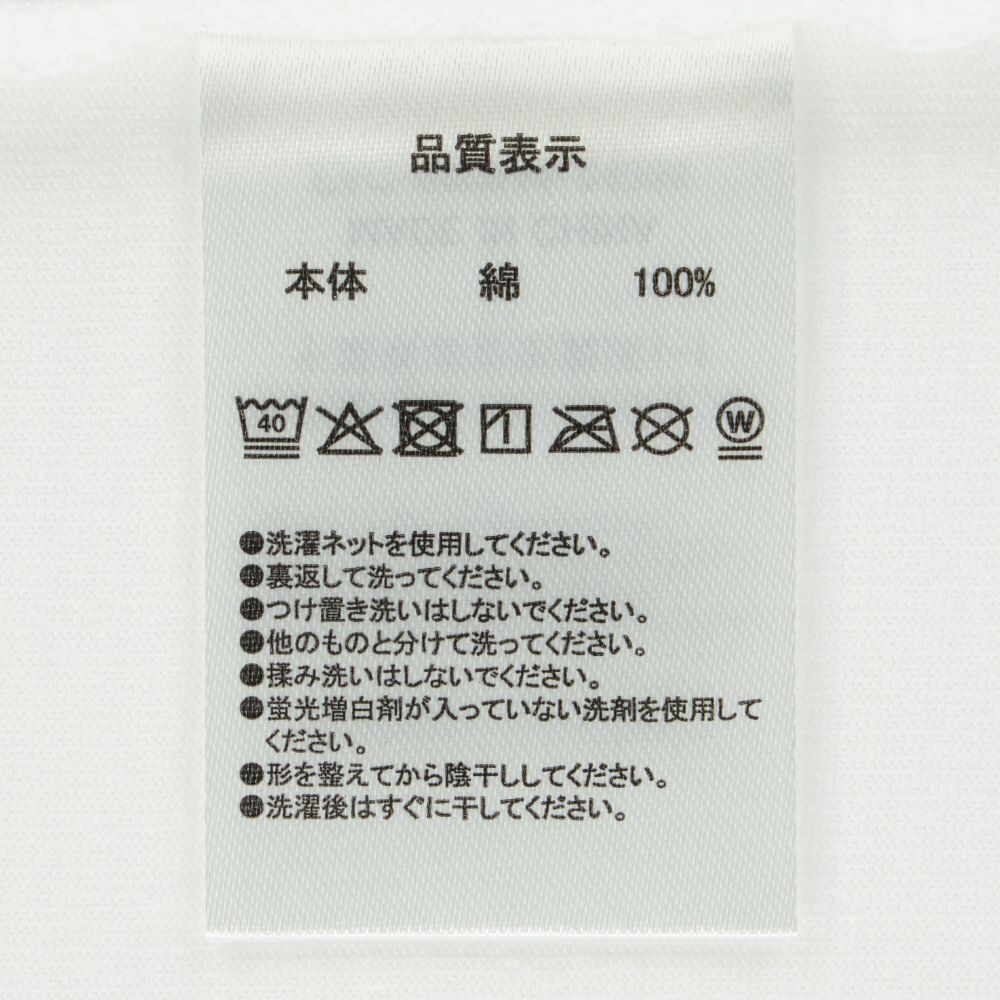 品質表示
本体 綿 100%
40 W
●洗濯ネットを使用してください。
●裏返して洗ってください。
●つけ置き洗いはしないでください。
●他のものと分けて洗ってください。
●揉み洗いはしないでください。
●蛍光増白剤が入っていない洗剤を使用して
ください。
●形を整えてから陰干ししてください。
●洗濯後はすぐに干してください。